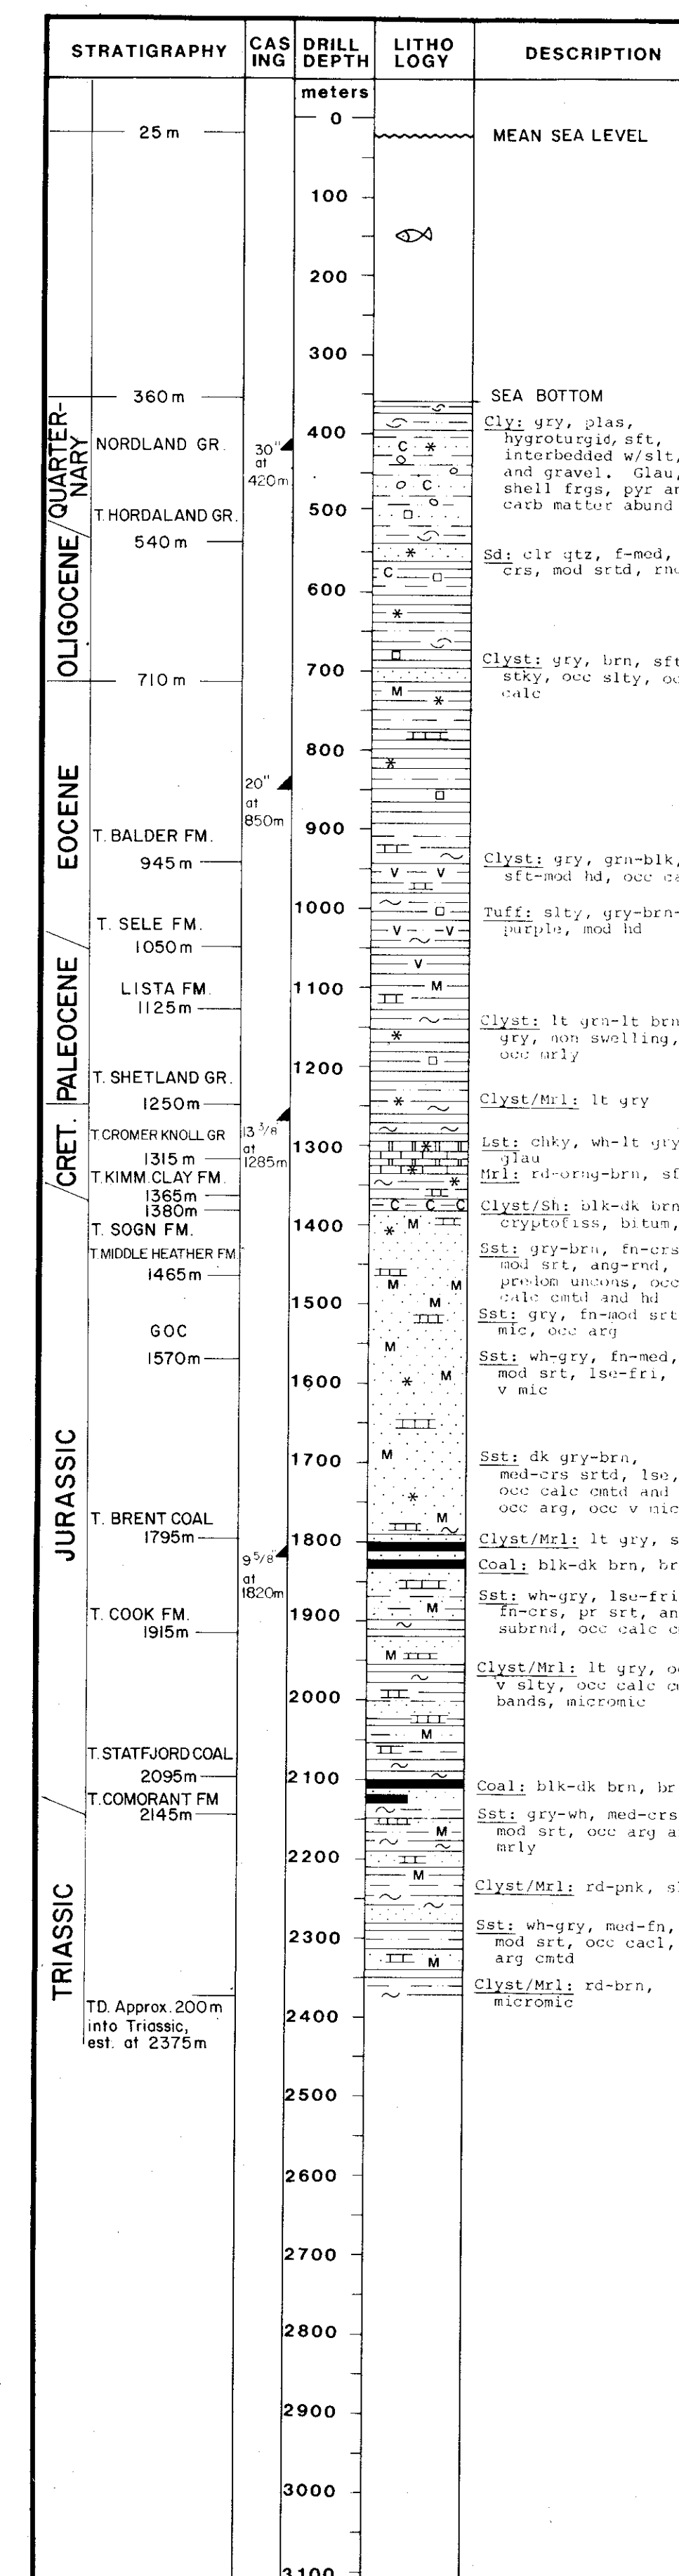 STRATIGRAPHY
CAS
ING
DRILL
DEPTH
LITHO
LOGY
DESCRIPTION
meters
0
100
200
300
400
500
600
700
800
900
1000
1100
1200
1300
1400
1500
1600
1700
1800
1900
2000
2100
2200
2300
2400
2500
2600
2700
2800
2900
3000
3100
QUARTER-
NARY
OLIGOCENE
EOCENE
PALEOCENE
CRET.
JURASSIC
TRIASSIC
25 m
360 m
NORDLAND GR.
T. HORDALAND GR.
540 m
710 m
T. BALDER FM.
945 m
T. SELE FM.
1050 m
LISTA FM.
1125 m
T. SHETLAND GR.
1250 m
T. CROMER KNOLL GR
1315 m
T. KIMM. CLAY FM.
1365 m
1380 m
T. SOGN FM.
T. MIDDLE HEATHER FM.
1465 m
GOC
1570 m
T. BRENT COAL
1795 m
T. COOK FM.
1915 m
T. STATFJORD COAL
2095 m
T. COMORANT FM
2145 m
TD. Approx. 200 m
into Triassic,
est. at 2375 m
30"
at
420m
20"
at
850m
13 3/8"
at
1285m
9 5/8"
at
1820m
MEAN SEA LEVEL
SEA BOTTOM
Cly: gry, plas,
hygroturgid, sft,
interbedded w/slt,
and gravel. Glau,
shell frgs, pyr an
carb matter abund
Sd: clr qtz, f-med,
crs, mod srtd, rnd
Clyst: gry, brn, sft
stky, occ slty, oc
calc
Clyst: gry, grn-blk,
sft-mod hd, occ ca
Tuff: slty, gry-brn-
purple, mod hd
Clyst: lt grn-lt brn
gry, non swelling,
occ mrly
Clyst/Mrl: lt gry
Lst: chky, wh-lt gry
glau
Mrl: rd-orng-brn, sf
Clyst/Sh: blk-dk brn
cryptofiss, bitum,
Sst: gry-brn, fn-crs
mod srt, ang-rnd,
predom uncons, occ
calc cmtd and hd
Sst: gry, fn-mod srt
mic, occ arg
Sst: wh-gry, fn-med,
mod srt, lse-fri,
v mic
Sst: dk gry-brn,
med-crs srtd, lse,
occ calc cmtd and
occ arg, occ v mic
Clyst/Mrl: lt gry, s
Coal: blk-dk brn, br
Sst: wh-gry, lse-fri
fn-crs, pr srt, an
subrnd, occ calc c
Clyst/Mrl: lt gry, oc
v slty, occ calc c
bands, micromic
Coal: blk-dk brn, br
Sst: gry-wh, med-crs
mod srt, occ arg a
mrly
Clyst/Mrl: rd-pnk, sl
Sst: wh-gry, med-fn,
mod srt, occ cacl,
arg cmtd
Clyst/Mrl: rd-brn,
micromic